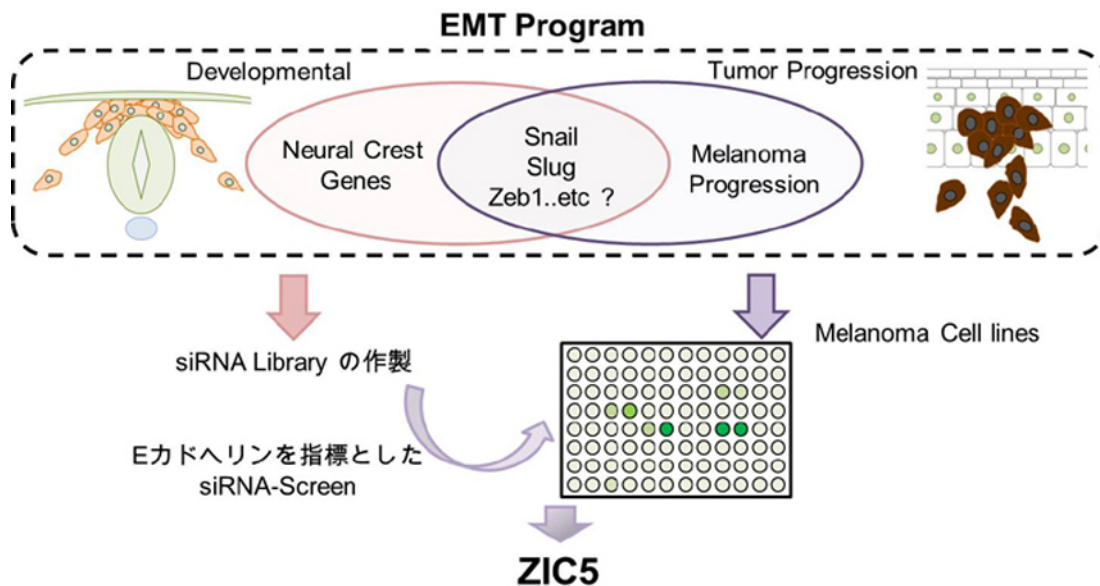 EMT Program
Developmental
Tumor Progression
Neural Crest
Genes
Snail
Slug
Zeb1..etc ?
Melanoma
Progression
siRNA Library の作製
Melanoma Cell lines
Eカドヘリンを指標とした
siRNA-Screen
ZIC5